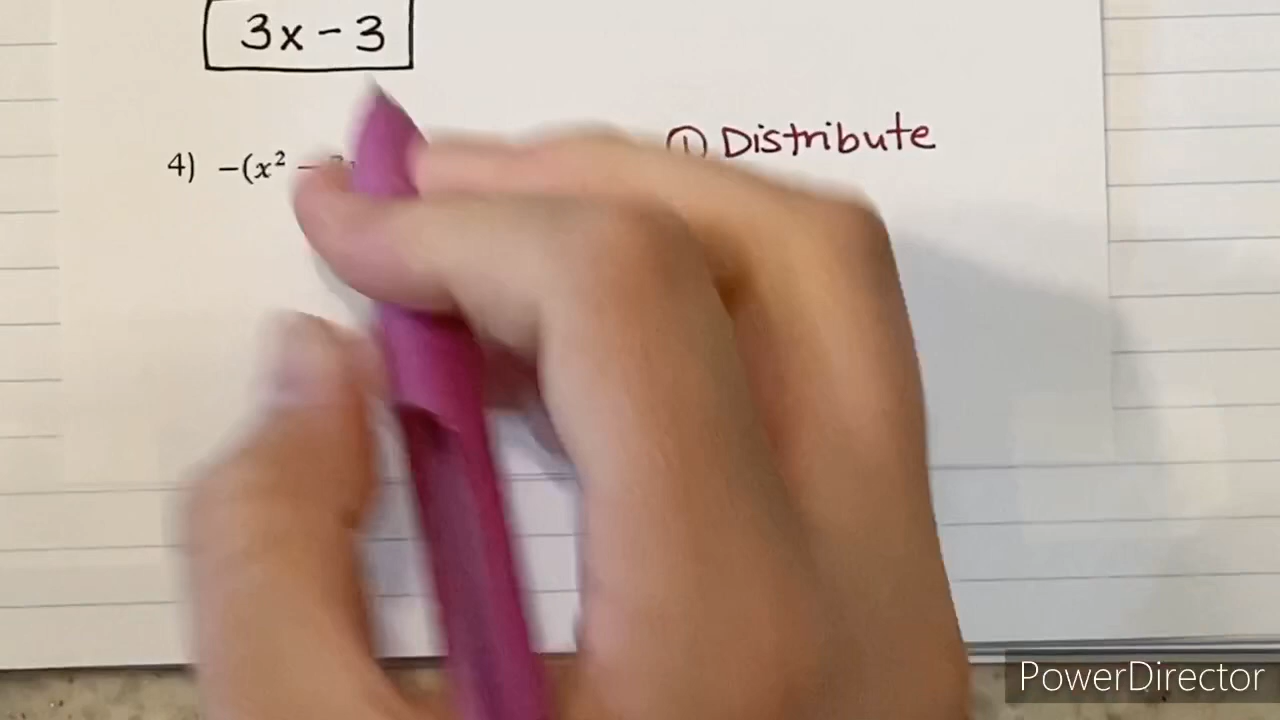 3x - 3
4) -(x² -
① Distribute
PowerDirector